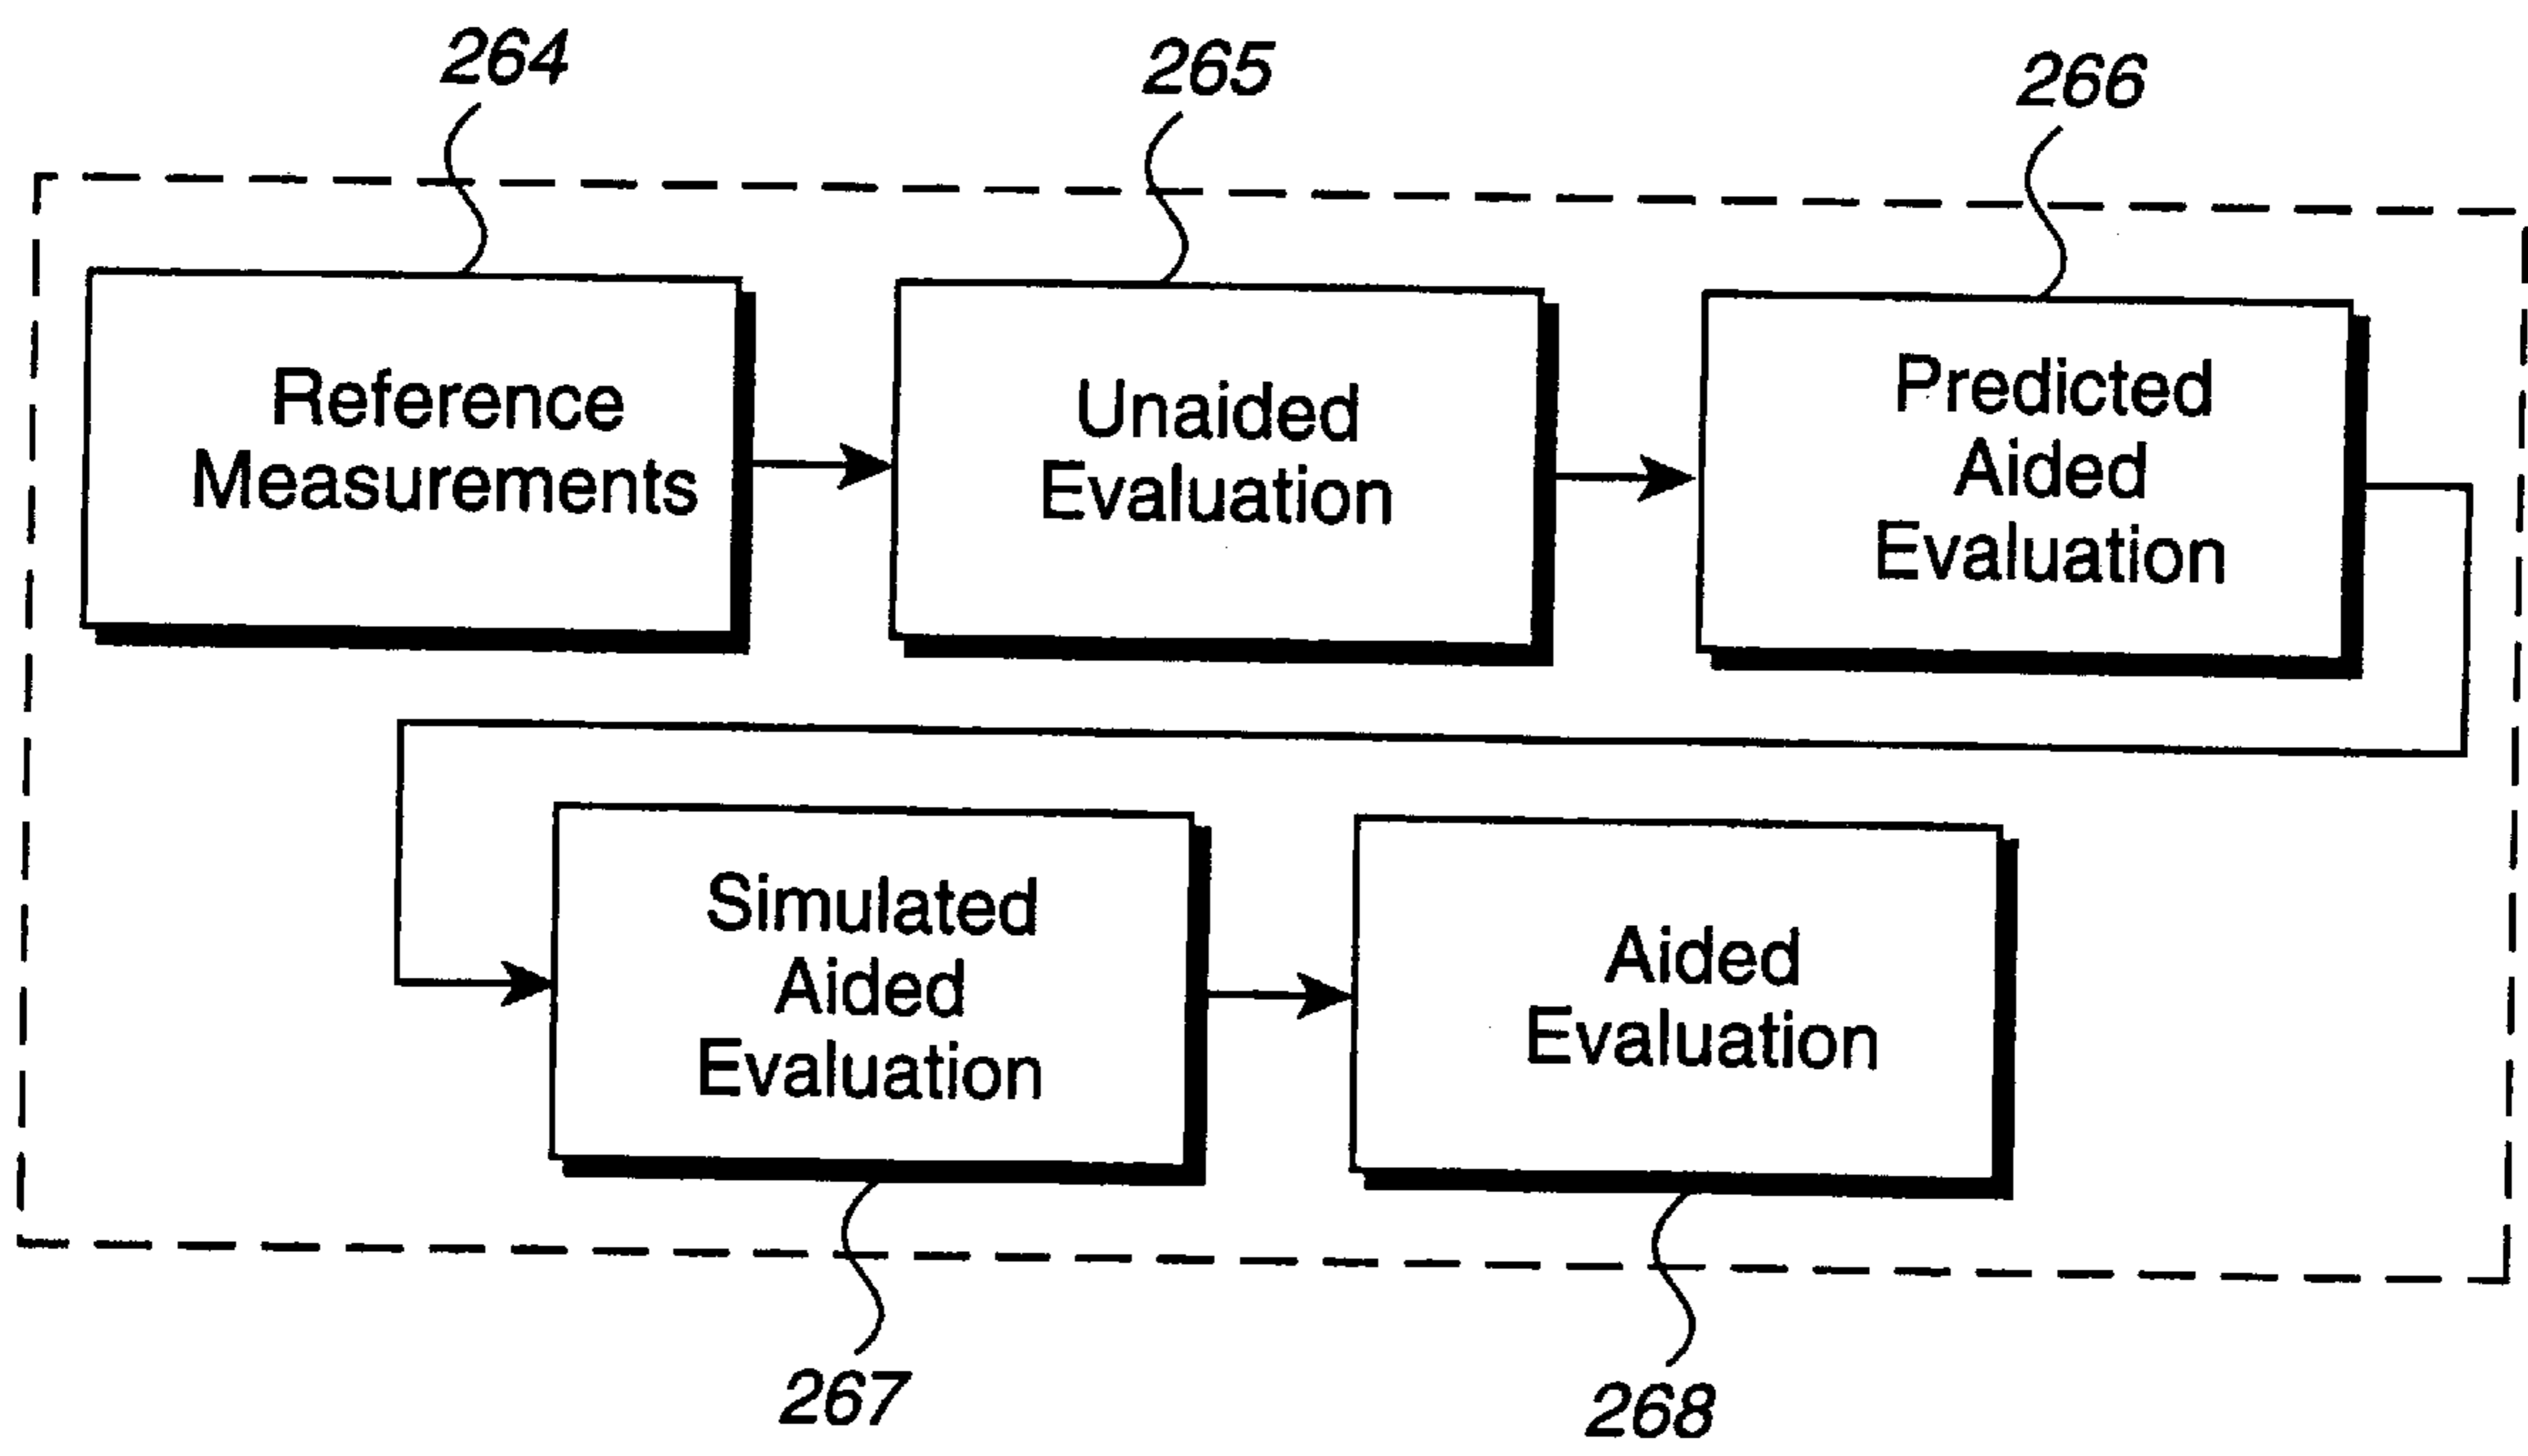 264
265
266
Reference
Measurements
Unaided
Evaluation
Predicted
Aided
Evaluation
Simulated
Aided
Evaluation
Aided
Evaluation
267
268